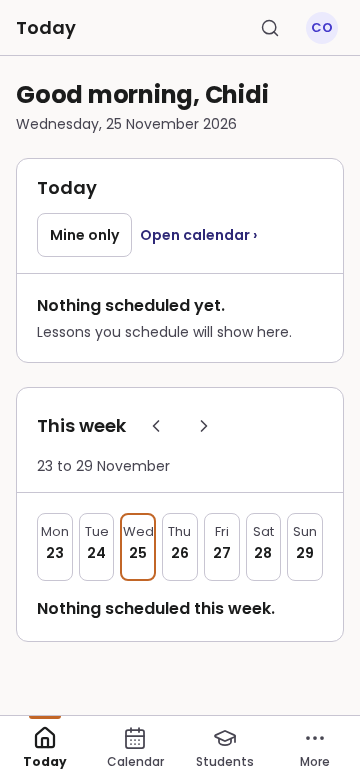 Today
CO
Good morning, Chidi
Wednesday, 25 November 2026
Today
Mine only
Open calendar ›
Nothing scheduled yet.
Lessons you schedule will show here.
This week
23 to 29 November
Mon Tue Wed Thu Fri Sat Sun
23 24 25 26 27 28 29
Nothing scheduled this week.
Today Calendar Students More